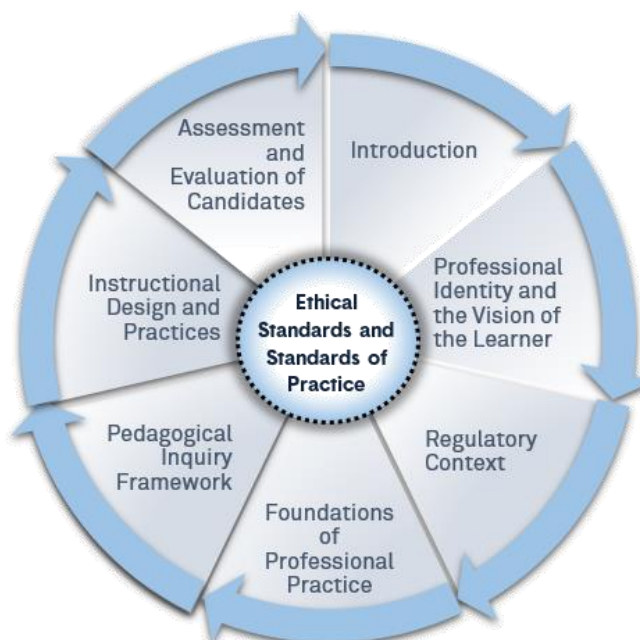 Introduction
Professional
Identity and
the Vision of
the Learner
Regulatory
Context
Foundations
of
Professional
Practice
Pedagogical
Inquiry
Framework
Instructional
Design and
Practices
Assessment
and
Evaluation of
Candidates
Ethical
Standards and
Standards of
Practice